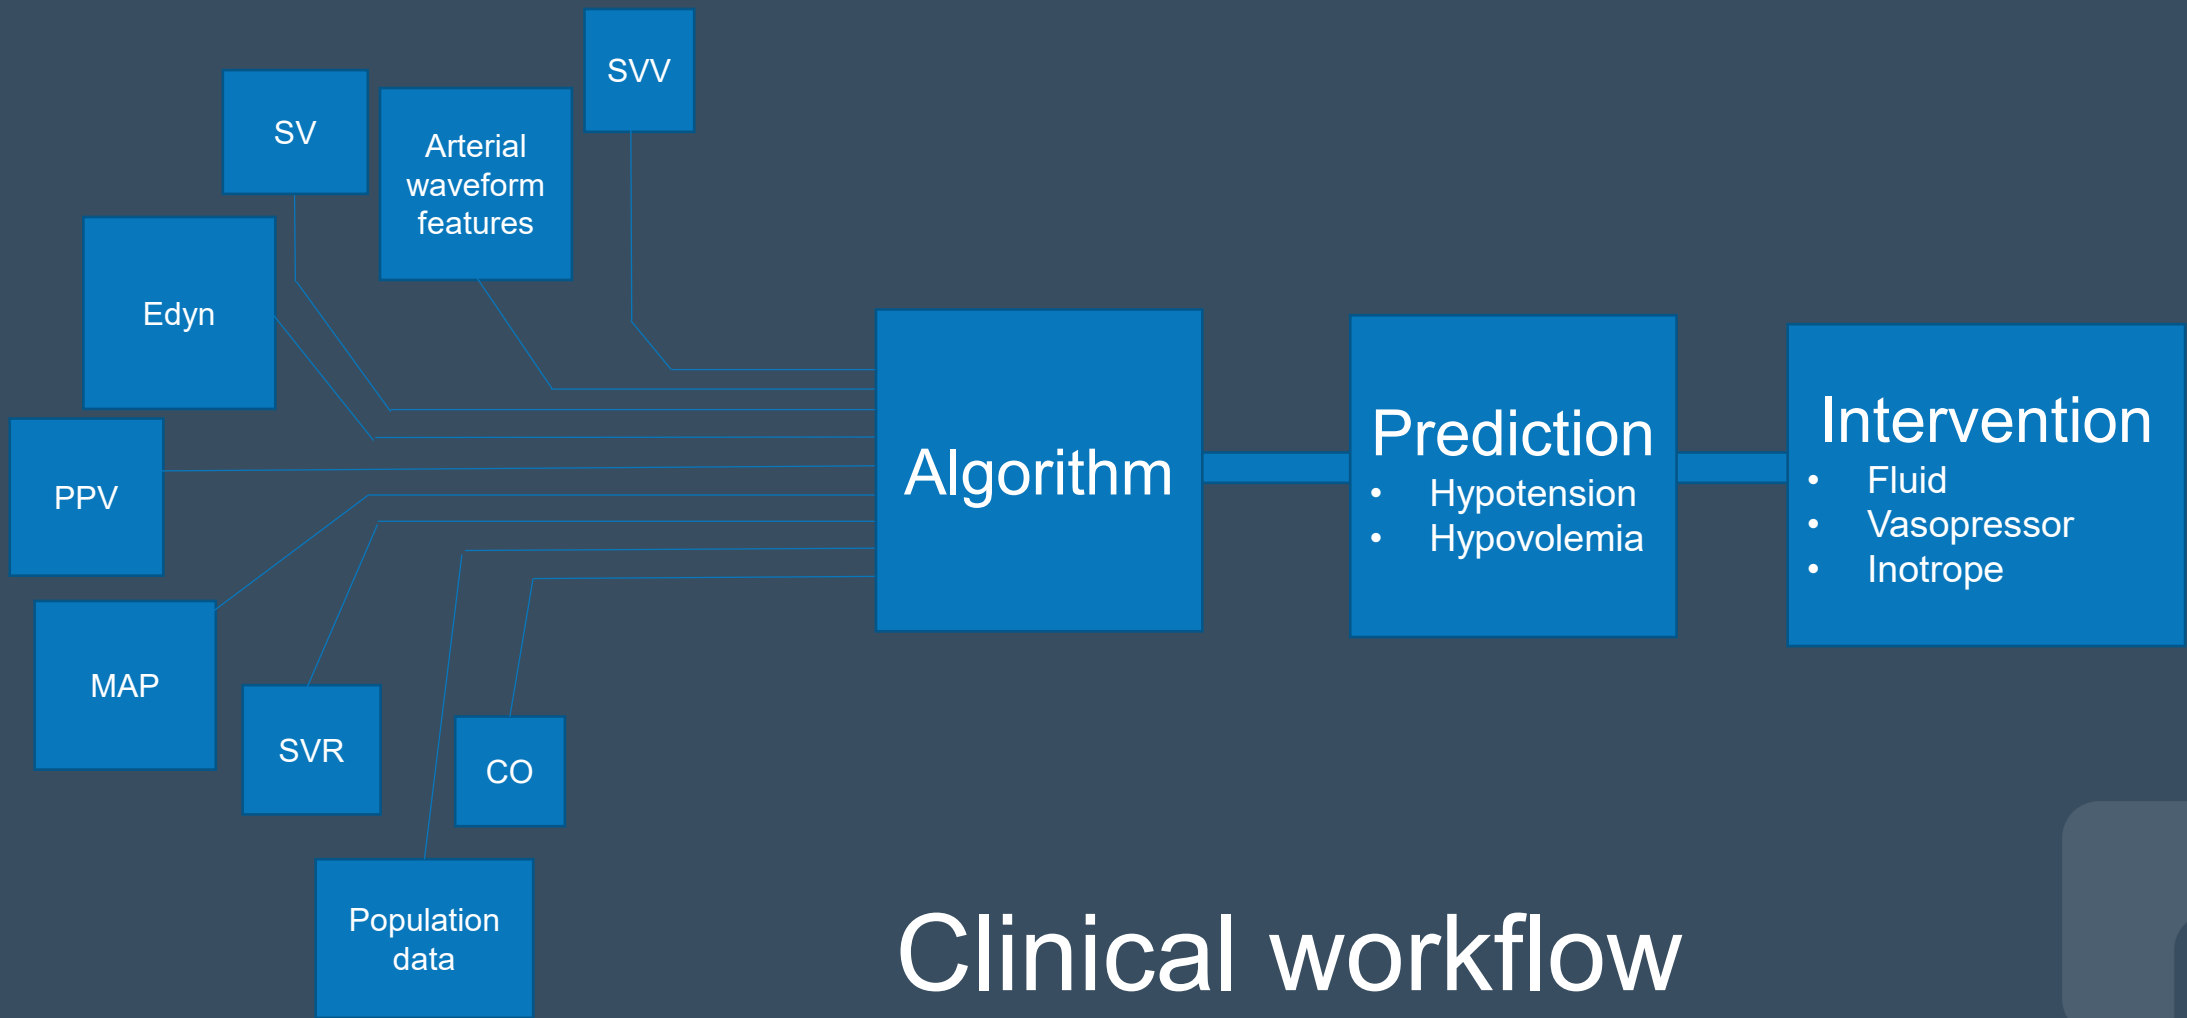 SVV
SV
Arterial
waveform
features
Edyn
PPV
MAP
SVR
CO
Population
data
Algorithm
Prediction
• Hypotension
• Hypovolemia
Intervention
• Fluid
• Vasopressor
• Inotrope
Clinical workflow